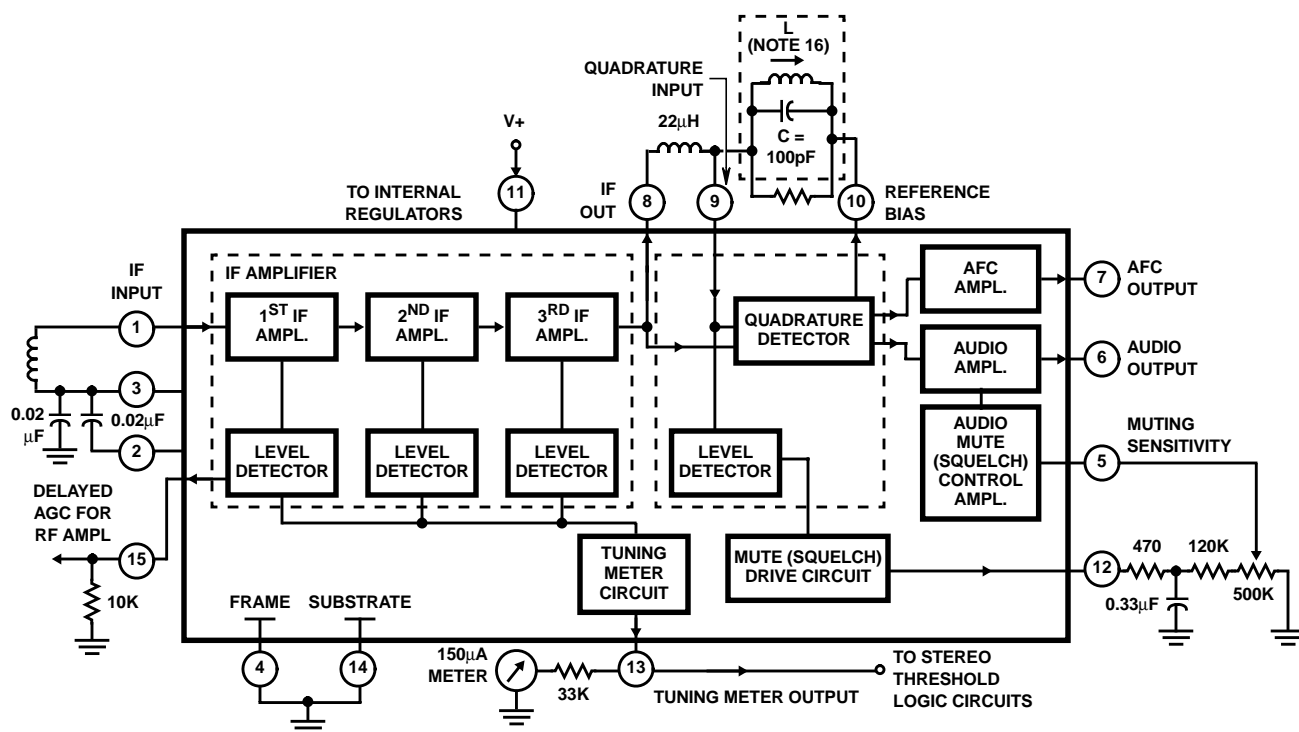 L
(NOTE 16)
QUADRATURE
INPUT
22μH
C =
100pF
V+
TO INTERNAL
REGULATORS
11
IF
OUT
8
9
10
REFERENCE
BIAS
IF AMPLIFIER
IF
INPUT
1
1ST IF
AMPL.
2ND IF
AMPL.
3RD IF
AMPL.
QUADRATURE
DETECTOR
AFC
AMPL.
7
AFC
OUTPUT
AUDIO
AMPL.
6
AUDIO
OUTPUT
3
0.02
μF
0.02μF
2
LEVEL
DETECTOR
LEVEL
DETECTOR
LEVEL
DETECTOR
LEVEL
DETECTOR
AUDIO
MUTE
(SQUELCH)
CONTROL
AMPL.
5
MUTING
SENSITIVITY
DELAYED
AGC FOR
RF AMPL
15
10K
TUNING
METER
CIRCUIT
MUTE (SQUELCH)
DRIVE CIRCUIT
12
470
120K
0.33μF
500K
FRAME
SUBSTRATE
4
14
150μA
METER
33K
13
TUNING METER OUTPUT
TO STEREO
THRESHOLD
LOGIC CIRCUITS